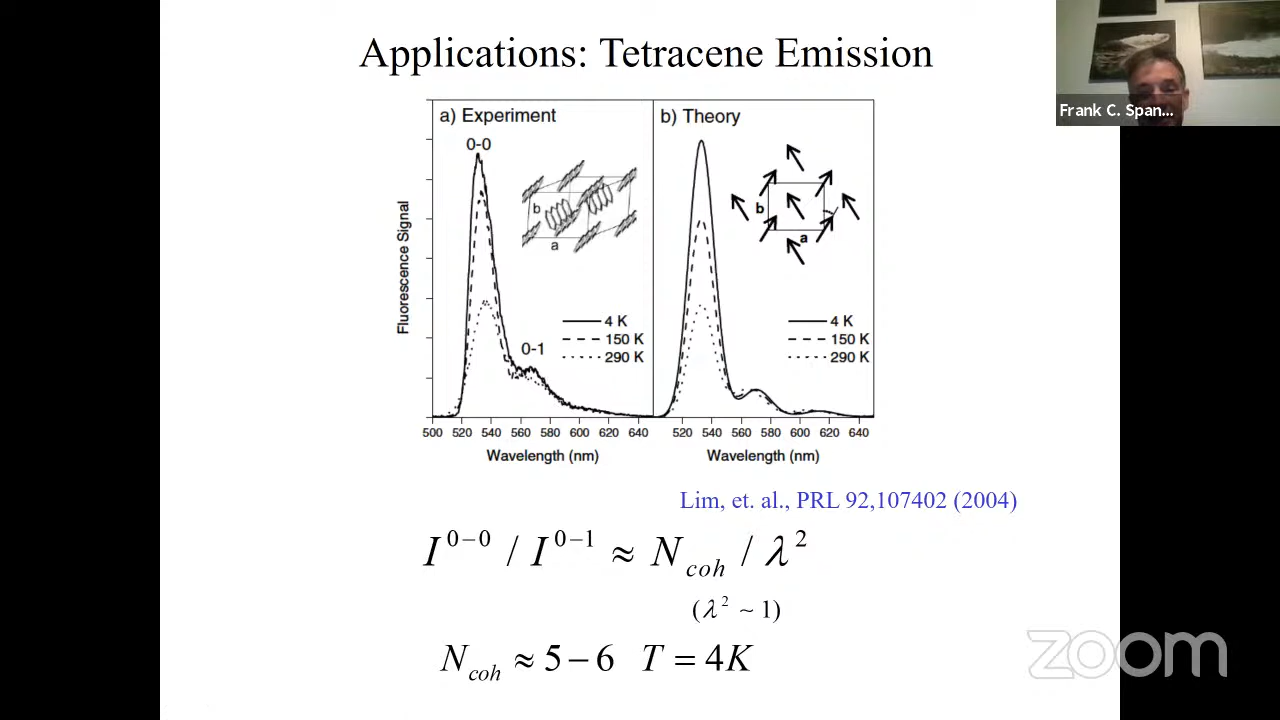 Applications: Tetracene Emission
Frank C. Span...
a) Experiment
0-0
b
a
0-1
4 K
150 K
290 K
Fluorescence Signal
500 520 540 560 580 600 620 640
Wavelength (nm)
b) Theory
b
a
4 K
150 K
290 K
520 540 560 580 600 620 640
Wavelength (nm)
Lim, et. al., PRL 92,107402 (2004)
I^{0-0} / I^{0-1} ≈ N_{coh} / λ^2
(λ^2 ~ 1)
N_{coh} ≈ 5 – 6 T = 4K
zoom